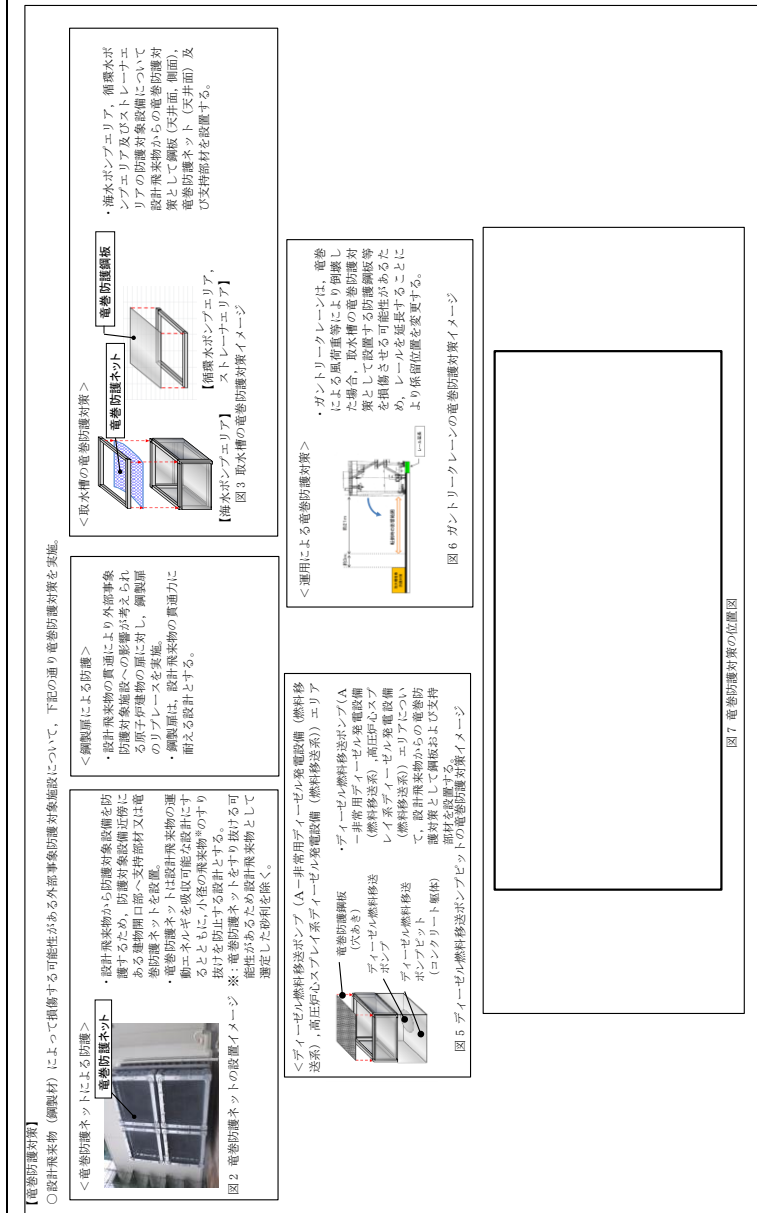 【竜巻防護対策】
○設計飛来物（鋼製材）によって損傷する可能性がある外部事象防護対象施設について，下記の通り竜巻防護対策を実施。
＜竜巻防護ネットによる防護＞
竜巻防護ネット
・設計飛来物から防護対象設備を防
護するため，防護対象設備近傍に
ある建物開口部へ支持部材又は竜
巻防護ネットを設置。
・竜巻防護ネットは設計飛来物の運
動エネルギを吸収可能な設計にす
るとともに，小径の飛来物※のすり
抜けを防止する設計とする。
※：竜巻防護ネットをすり抜ける可
能性があるため設計飛来物として
選定した砂利を除く。
図2 竜巻防護ネットの設置イメージ
＜鋼製扉による防護＞
・設計飛来物の貫通により外部事象
防護対象施設への影響が考えられ
る原子炉建物の扉に対し，鋼製扉
のリプレースを実施。
・鋼製扉は，設計飛来物の貫通力に
耐える設計とする。
＜取水槽の竜巻防護対策＞
竜巻防護ネット
竜巻防護鋼板
【海水ポンプエリア】
【循環水ポンプエリア，
ストレーナエリア】
図3 取水槽の竜巻防護対策イメージ
・海水ポンプエリア，循環水ポ
ンプエリア及びストレーナエ
リアの防護対象設備について
設計飛来物からの竜巻防護対
策として鋼板（天井面，側面），
竜巻防護ネット（天井面）及
び支持部材を設置する。
＜ディーゼル燃料移送ポンプ（A－非常用ディーゼル発電設備（燃料移
送系）,高圧炉心スプレイ系ディーゼル発電設備（燃料移送系））エリア
竜巻防護鋼板
（穴あき）
ディーゼル燃料移送
ポンプ
ディーゼル燃料移送
ポンプピット
（コンクリート躯体）
・ディーゼル燃料移送ポンプ（A
－非常用ディーゼル発電設備
（燃料移送系）,高圧炉心スプ
レイ系ディーゼル発電設備
（燃料移送系））エリアについ
て，設計飛来物からの竜巻防
護対策として鋼板および支持
部材を設置する。
図5 ディーゼル燃料移送ポンプピットの竜巻防護対策イメージ
＜運用による竜巻防護対策＞
・ガントリークレーンは，竜巻
による風荷重等により倒壊し
た場合，取水槽の竜巻防護対
策として設置する防護鋼板等
を損傷させる可能性があるた
め，レールを延長することに
より係留位置を変更する。
図6 ガントリークレーンの竜巻防護対策イメージ
図7 竜巻防護対策の位置図